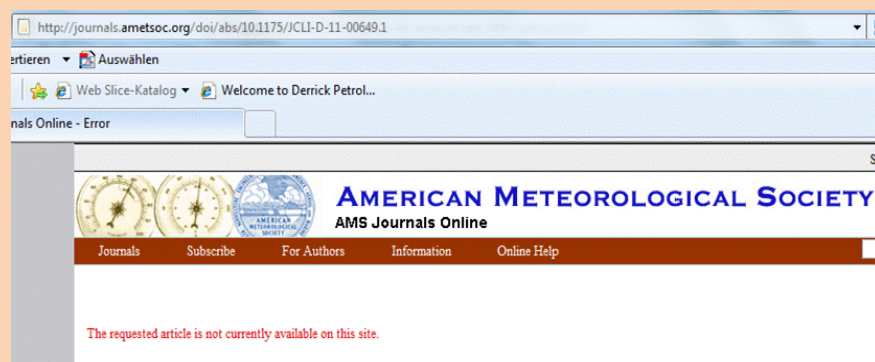 http://journals.ametsoc.org/doi/abs/10.1175/JCLI-D-11-00649.1
ertieren Auswählen
Web Slice-Katalog Welcome to Derrick Petrol...
nals Online - Error
S
AMERICAN METEOROLOGICAL SOCIETY
AMS Journals Online
AMERICAN
METEOROLOGICAL
SOCIETY
Journals Subscribe For Authors Information Online Help
The requested article is not currently available on this site.